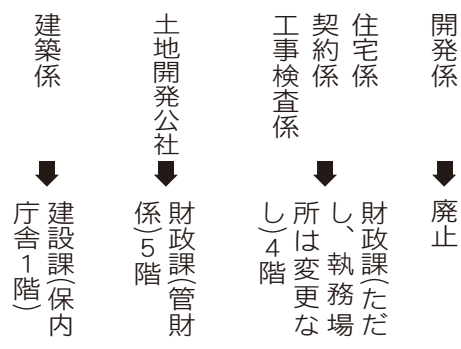 開発係
➡
廃止
住宅係
契約係
工事検査係
➡
財政課(ただ
し、執務場
所は変更な
し)4階
土地開発公社
➡
財政課(管財
係)5階
建築係
➡
建設課(保内
庁舎1階)